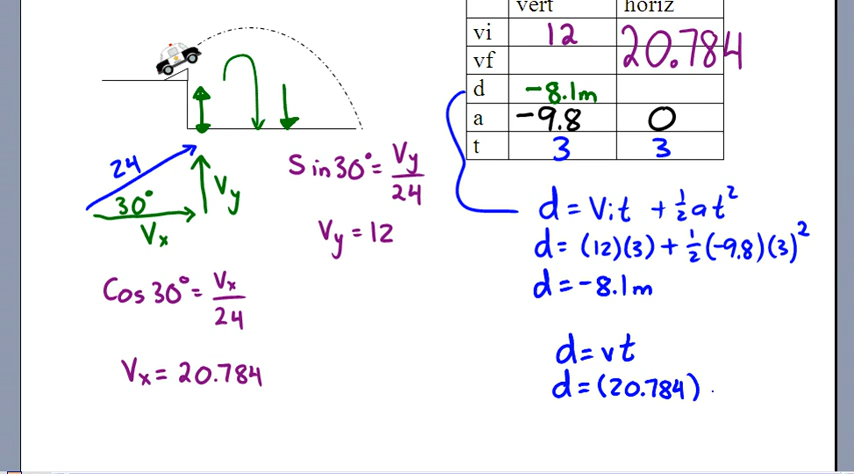 vert horiz
vi 12 20.784
vf
d -8.1m
a -9.8 0
t 3 3
24
30°
Vx
Vy
Sin30°= Vy/24
Vy = 12
Cos30°= Vx/24
Vx = 20.784
d = Vit + 1/2at²
d = (12)(3) + 1/2(-9.8)(3)²
d = -8.1m
d = vt
d = (20.784)